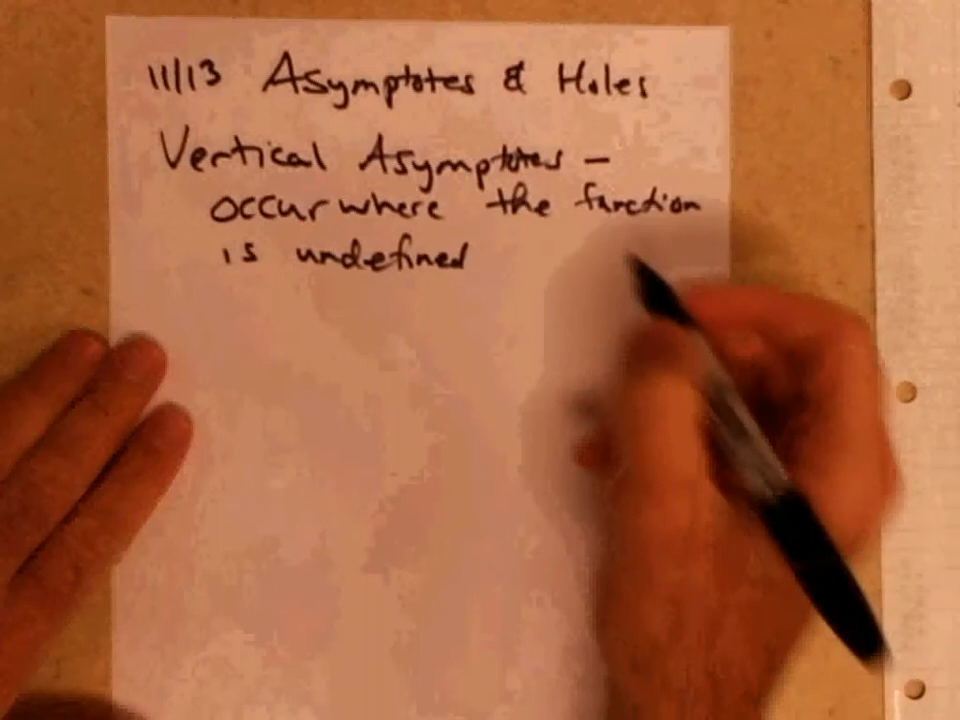 11/13 Asymptotes & Holes
Vertical Asymptotes –
occur where the function
is undefined